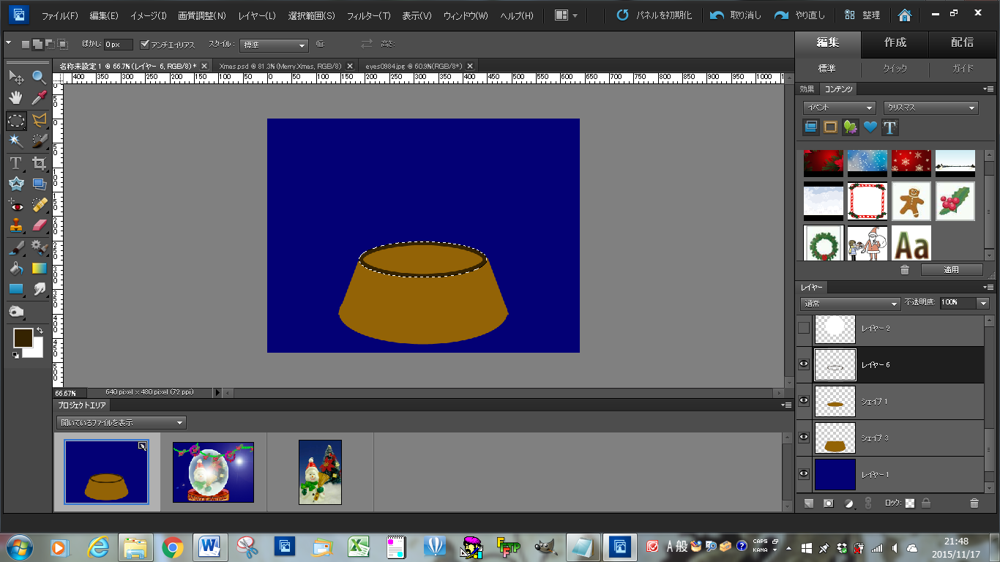 ファイル(F) 編集(E) イメージ(I) 画質調整(N) レイヤー(L) 選択範囲(S) フィルター(T) 表示(V) ウィンドウ(W) ヘルプ(H) パネルを初期化 取り消し やり直し 整理
ぼかし: 0 px アンチエイリアス スタイル: 標準 幅: 高さ:
編集 作成 配信
標準 クイック ガイド
名称未設定 1 @ 66.7% (レイヤー 6, RGB/8) * Xmas.psd @ 81.3% (Merry.Xmas, RGB/8) eyes0984.jpg @ 60.9%(RGB/8*)
400 350 300 250 200 150 100 50 0 50 100 150 200 250 300 350 400 450 500 550 600 650 700 750 800 850 900 950 1000
効果 コンテンツ
イベント クリスマス
T
T
Aa
適用
レイヤー
通常 不透明度: 100%
レイヤー 2
レイヤー 6
シェイプ 1
シェイプ 3
レイヤー 1
ロック:
66.67% 640 pixel x 480 pixel (72 ppi)
プロジェクトエリア
開いているファイルを表示
A 般 CAPS KANA
21:48
2015/11/17